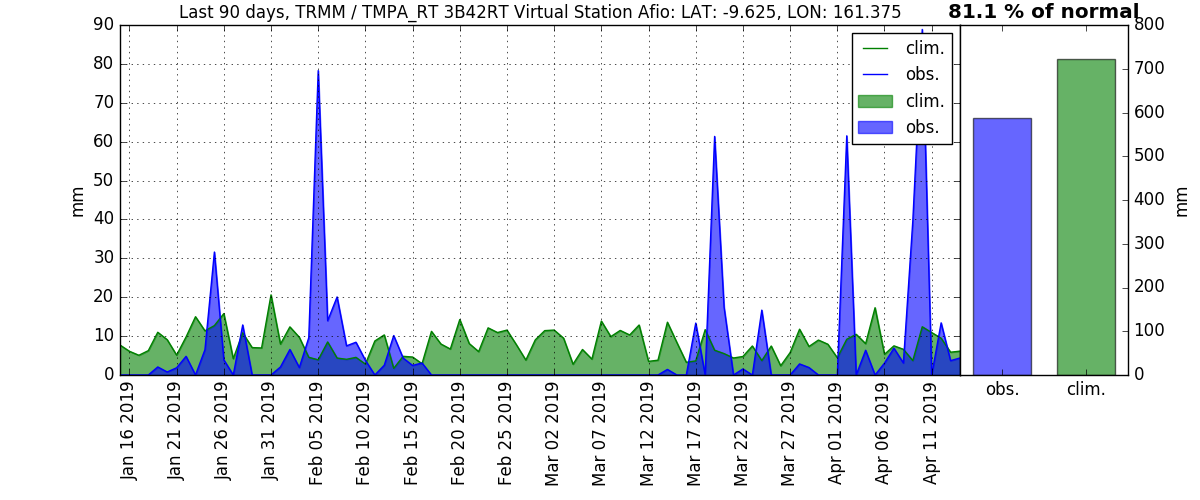 Last 90 days, TRMM / TMPA_RT 3B42RT Virtual Station Afio: LAT: -9.625, LON: 161.375
81.1 % of normal
mm
90
80
70
60
50
40
30
20
10
0
clim.
obs.
clim.
obs.
Jan 16 2019
Jan 21 2019
Jan 26 2019
Jan 31 2019
Feb 05 2019
Feb 10 2019
Feb 15 2019
Feb 20 2019
Feb 25 2019
Mar 02 2019
Mar 07 2019
Mar 12 2019
Mar 17 2019
Mar 22 2019
Mar 27 2019
Apr 01 2019
Apr 06 2019
Apr 11 2019
obs.
clim.
800
700
600
500
400
300
200
100
0
mm